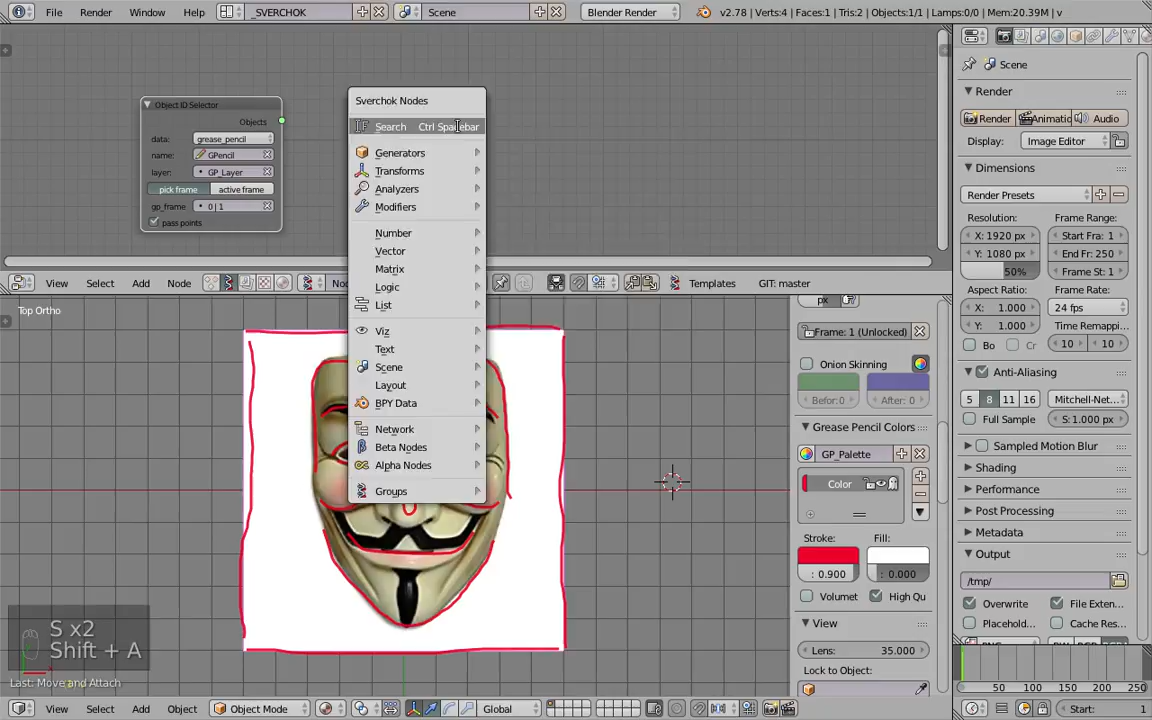 File Render Window Help _SVERCHOK Scene Blender Render v2.78 | Verts:4 | Faces:1 | Tris:2 | Objects:1/1 | Lamps:0/0 | Mem:20.39M | v
Object ID Selector
Objects
data: grease_pencil
name: GPencil
layer: GP_Layer
pick frame active frame
gp_frame: 0 | 1
pass points
Sverchok Nodes
Search Ctrl Spacebar
Generators
Transforms
Analyzers
Modifiers
Number
Vector
Matrix
Logic
List
Viz
Text
Scene
Layout
BPY Data
Network
Beta Nodes
Alpha Nodes
Groups
View Select Add Node Templates GIT: master
Top Ortho
S x2
Shift + A
Last: Move and Attach
View Select Add Object Object Mode Global
px
Frame: 1 (Unlocked)
Onion Skinning
Befor: 0 After: 0
Grease Pencil Colors
GP_Palette
Color
Stroke: Fill:
: 0.900 : 0.000
Volumet High Qu
View
Lens: 35.000
Lock to Object:
Scene
Render
Render Animatic Audio
Display: Image Editor
Dimensions
Render Presets
Resolution: Frame Range:
X: 1920 px Start Fra: 1
Y: 1080 px End Fr: 250
50% Frame St: 1
Aspect Ratio: Frame Rate:
X: 1.000 24 fps
Y: 1.000 Time Remappi...
Bo Cr 10 10
Anti-Aliasing
5 8 11 16 Mitchell-Net...
Full Sample S: 1.000 px
Sampled Motion Blur
Shading
Performance
Post Processing
Metadata
Output
/tmp/
Overwrite File Exten...
Placehold... Cache Res...
50 100 150 200 250
Start: 1